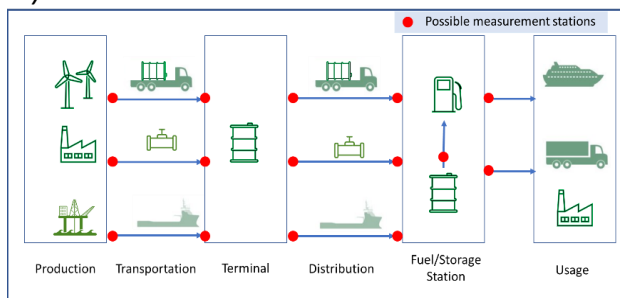 Possible measurement stations
Production
Transportation
Terminal
Distribution
Fuel/Storage
Station
Usage